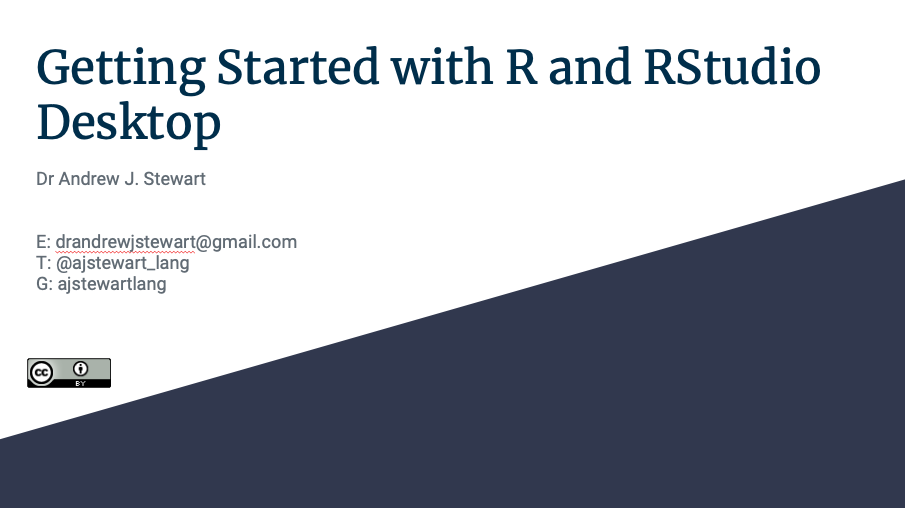 Getting Started with R and RStudio
Desktop
Dr Andrew J. Stewart
E: drandrewjstewart@gmail.com
T: @ajstewart_lang
G: ajstewartlang
cc
BY